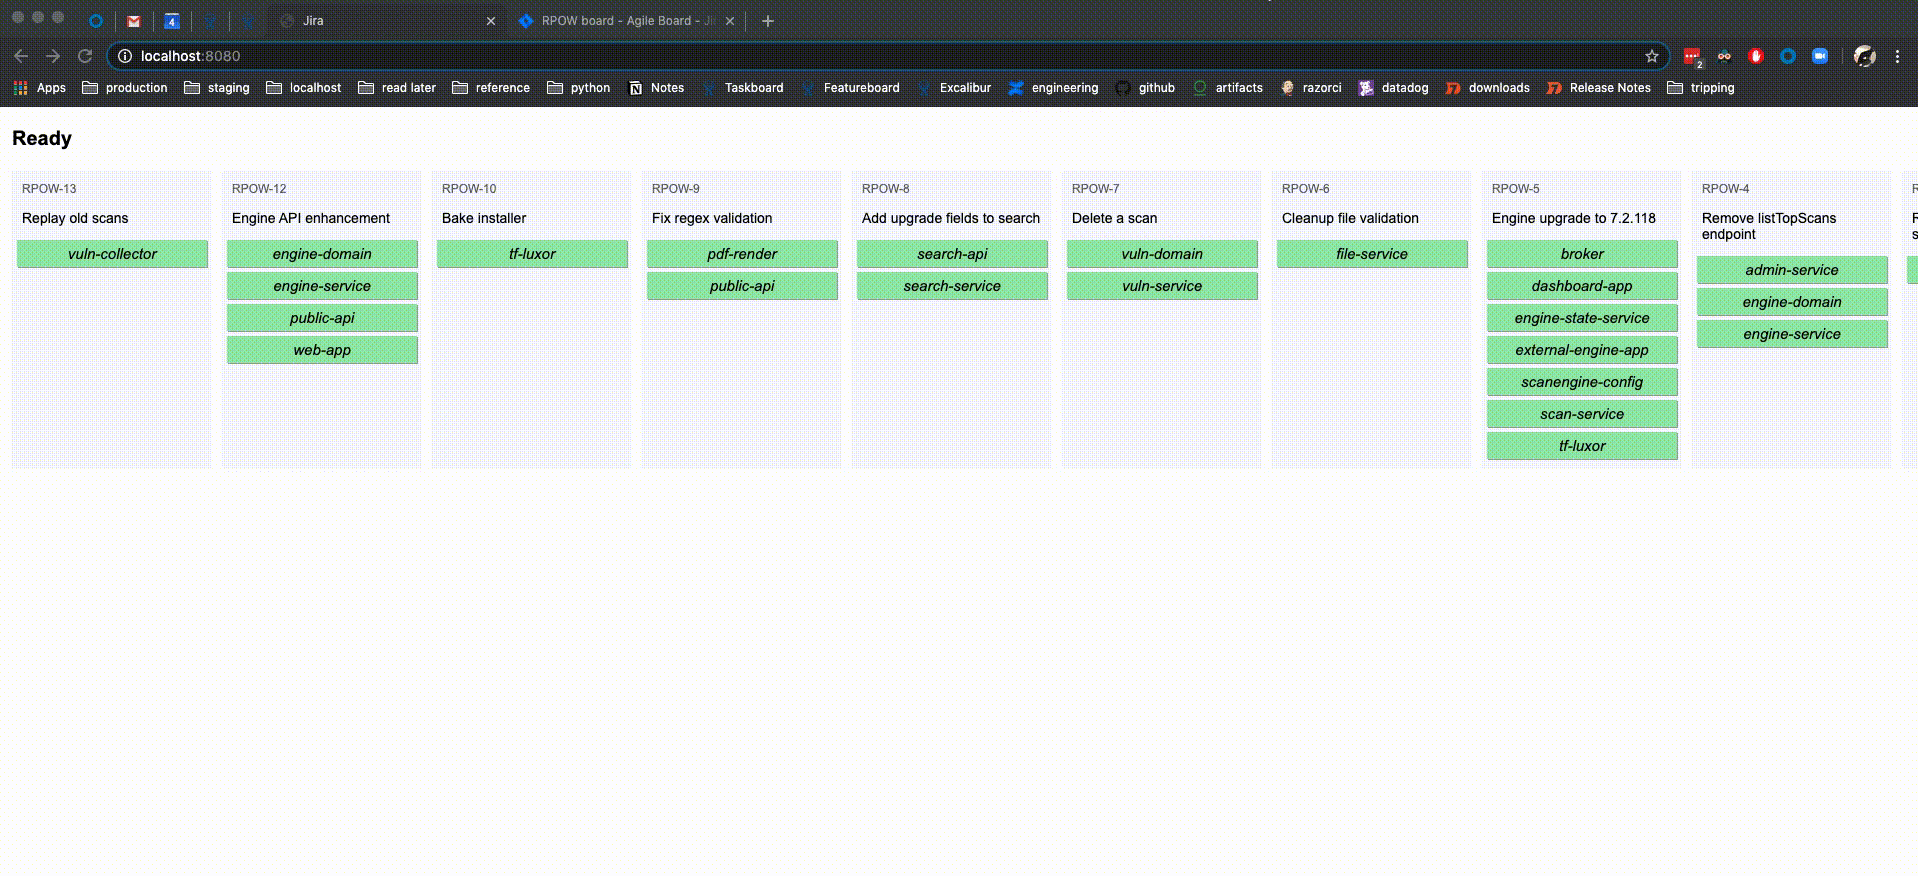 Jira
RPOW board - Agile Board - Ji
4
localhost:8080
2
Apps production staging localhost read later reference python Notes Taskboard Featureboard Excalibur engineering github artifacts razorci datadog downloads Release Notes tripping
Ready
RPOW-13
Replay old scans
vuln-collector
RPOW-12
Engine API enhancement
engine-domain
engine-service
public-api
web-app
RPOW-10
Bake installer
tf-luxor
RPOW-9
Fix regex validation
pdf-render
public-api
RPOW-8
Add upgrade fields to search
search-api
search-service
RPOW-7
Delete a scan
vuln-domain
vuln-service
RPOW-6
Cleanup file validation
file-service
RPOW-5
Engine upgrade to 7.2.118
broker
dashboard-app
engine-state-service
external-engine-app
scanengine-config
scan-service
tf-luxor
RPOW-4
Remove listTopScans
endpoint
admin-service
engine-domain
engine-service